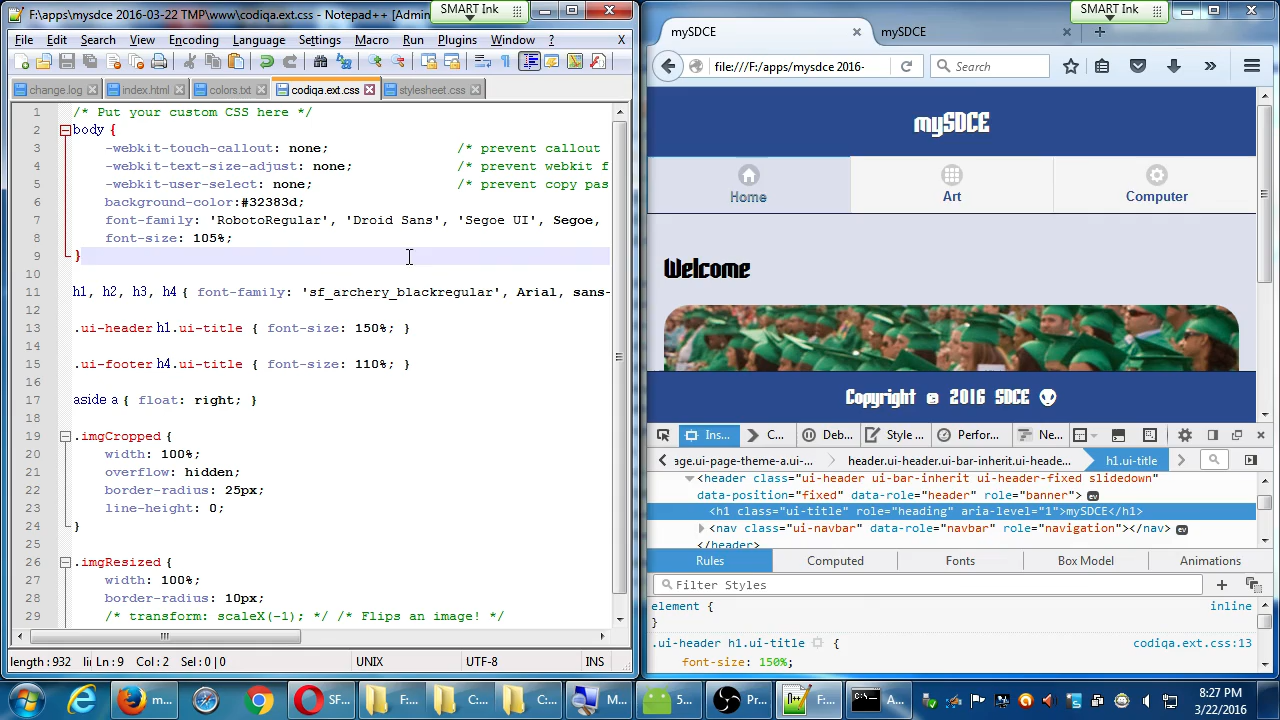 F:\apps\mysdce 2016-03-22 TMP\www\codiqa.ext.css - Notepad++ [Admin
SMART Ink
File Edit Search View Encoding Language Settings Macro Run Plugins Window ? X
change.log index.html colors.txt codiqa.ext.css stylesheet.css
1 /* Put your custom CSS here */
2 body {
3 -webkit-touch-callout: none; /* prevent callout
4 -webkit-text-size-adjust: none; /* prevent webkit f
5 -webkit-user-select: none; /* prevent copy pas
6 background-color:#32383d;
7 font-family: 'RobotoRegular', 'Droid Sans', 'Segoe UI', Segoe,
8 font-size: 105%;
9 }
10
11 h1, h2, h3, h4 { font-family: 'sf_archery_blackregular', Arial, sans-
12
13 .ui-header h1.ui-title { font-size: 150%; }
14
15 .ui-footer h4.ui-title { font-size: 110%; }
16
17 aside a { float: right; }
18
19 .imgCropped {
20 width: 100%;
21 overflow: hidden;
22 border-radius: 25px;
23 line-height: 0;
24 }
25
26 .imgResized {
27 width: 100%;
28 border-radius: 10px;
29 /* transform: scaleX(-1); */ /* Flips an image! */
length : 932 li Ln : 9 Col : 2 Sel : 0 | 0 UNIX UTF-8 INS
SMART Ink
mySDCE mySDCE
file:///F:/apps/mysdce 2016- Search
mySDCE
Home Art Computer
Welcome
Copyright © 2016 SDCE
Ins... C... Deb... Style ... Perfor... Ne...
age.ui-page-theme-a.ui-... header.ui-header.ui-bar-inherit.ui-heade... h1.ui-title
<header class="ui-header ui-bar-inherit ui-header-fixed slidedown"
data-position="fixed" data-role="header" role="banner"> ev
<h1 class="ui-title" role="heading" aria-level="1">mySDCE</h1>
<nav class="ui-navbar" data-role="navbar" role="navigation"></nav> ev
</header>
Rules Computed Fonts Box Model Animations
Filter Styles
element { inline
}
.ui-header h1.ui-title { codiqa.ext.css:13
font-size: 150%;
m... SF... F:... C:... C:... M... 5... Pr... F:... A...
8:27 PM
3/22/2016